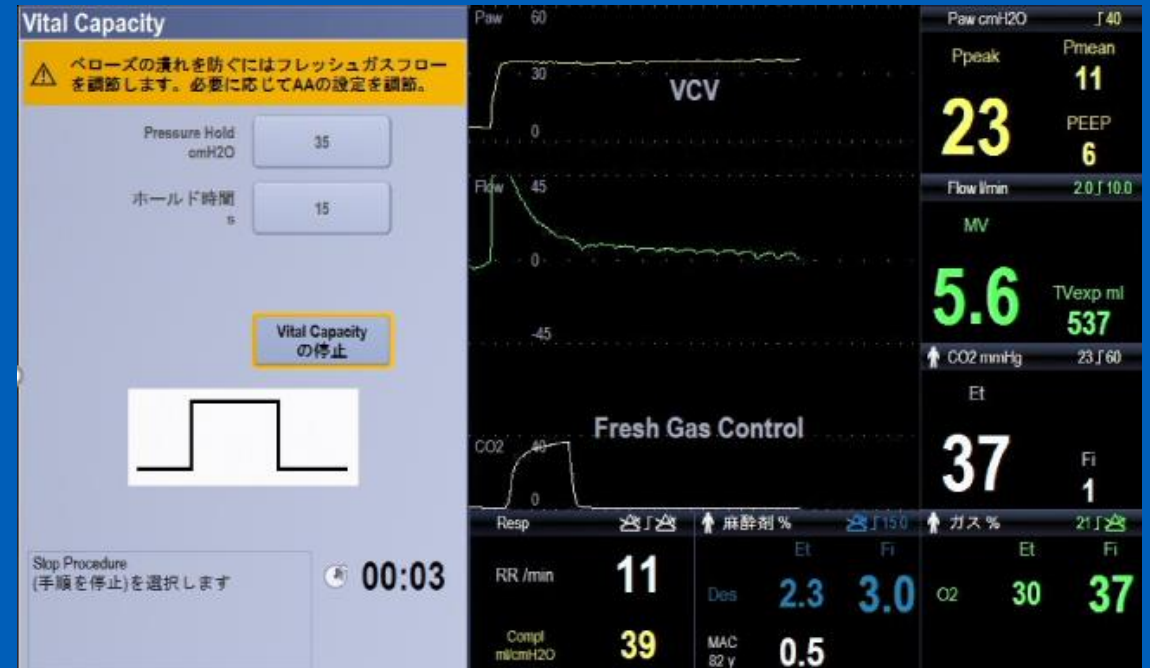 Vital Capacity
ベローズの潰れを防ぐにはフレッシュガスフロー
を調節します。必要に応じてAAの設定を調節。
Pressure Hold
cmH2O
35
ホールド時間
s
15
Vital Capacity
の停止
Stop Procedure
(手順を停止)を選択します
00:03
Paw 60
30
VCV
0
Flow 45
0
-45
Fresh Gas Control
CO2 40
0
Paw cmH2O 40
Ppeak
23
Pmean
11
PEEP
6
Flow l/min 2.0 10.0
MV
5.6
TVexp ml
537
CO2 mmHg 23 60
Et
37
Fi
1
Resp
RR /min 11
Compl
ml/cmH2O
39
麻酔剤 % 15.0
Et Fi
Des 2.3 3.0
MAC
82 y
0.5
ガス % 21
Et Fi
O2 30 37